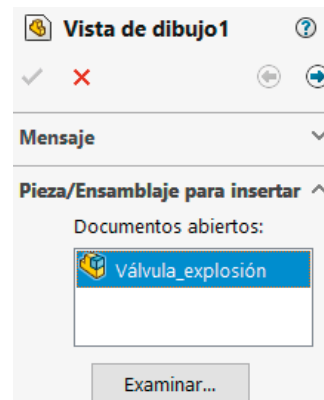 Vista de dibujo1
Mensaje
Pieza/Ensamblaje para insertar
Documentos abiertos:
Válvula_explosión
Examinar...